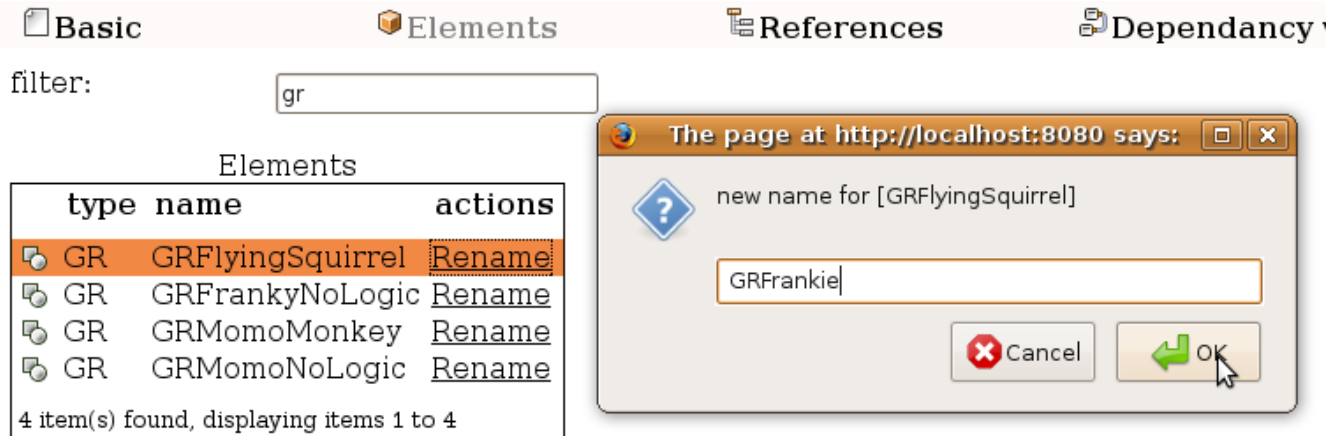 Basic Elements References Dependancy
filter:
gr
Elements
type name actions
GR GRFlyingSquirrel Rename
GR GRFrankyNoLogic Rename
GR GRMomoMonkey Rename
GR GRMomoNoLogic Rename
4 item(s) found, displaying items 1 to 4
The page at http://localhost:8080 says:
new name for [GRFlyingSquirrel]
GRFrankie
Cancel OK